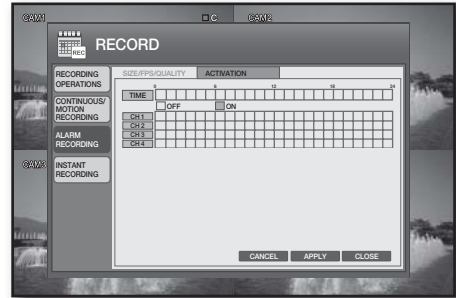 CAM1
C
CAM2
REC
RECORD
RECORDING
OPERATIONS
CONTINUOUS/
MOTION
RECORDING
ALARM
RECORDING
INSTANT
RECORDING
SIZE/FPS/QUALITY
ACTIVATION
0 6 12 18 24
TIME
OFF ON
CH 1
CH 2
CH 3
CH 4
CAM3
CANCEL APPLY CLOSE